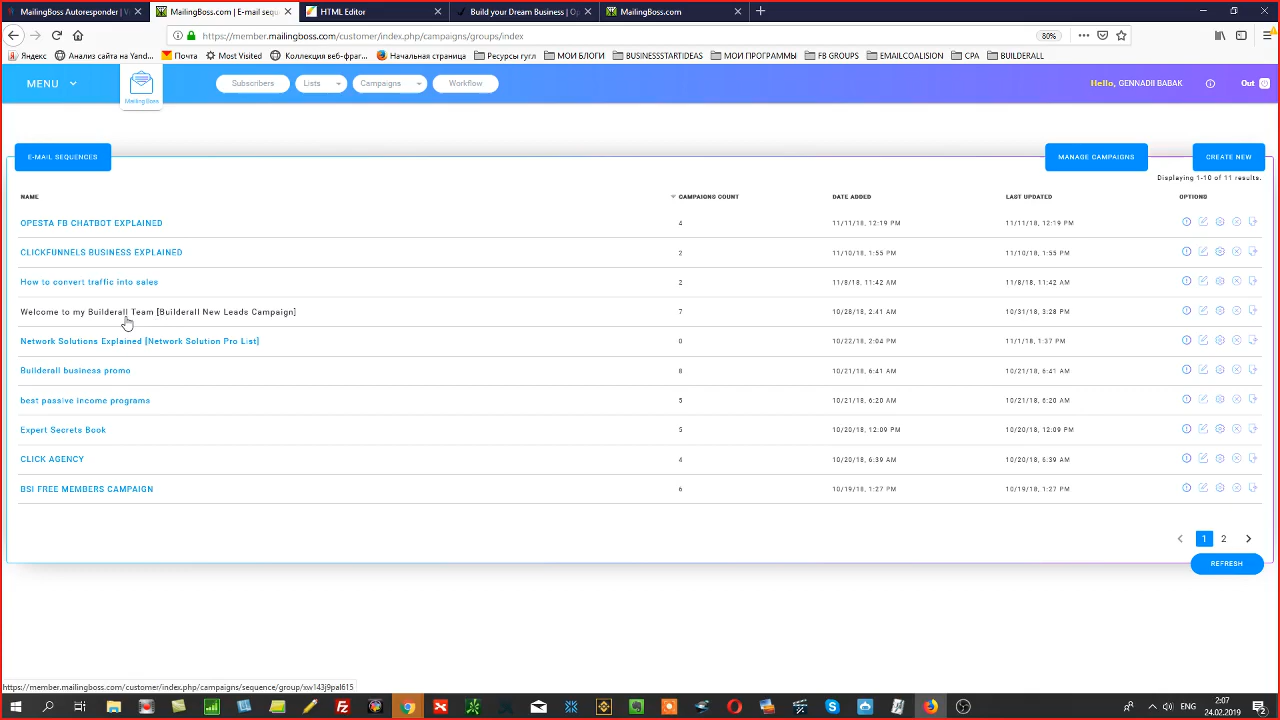 MailingBoss Autoresponder | V
MailingBoss.com | E-mail sequ
HTML Editor
Build your Dream Business | Op
MailingBoss.com
https://member.mailingboss.com/customer/index.php/campaigns/groups/index
80%
Яндекс
Анализ сайта, онлайн...
Почта
Most Visited
Коллекция веб-фраг...
Начальная страница
Ресурсы гугл
МОИ БЛОГИ
BUSINESSSTARTIDEAS
МОИ ПРОГРАММЫ
FB GROUPS
EMAILCOALISION
CPA
BUILDERALL
MENU
MailingBoss
Subscribers
Lists
Campaigns
Workflow
Hello, GENNADII BABAK
Out
E-MAIL SEQUENCES
MANAGE CAMPAIGNS
CREATE NEW
Displaying 1-10 of 11 results.
NAME CAMPAIGNS COUNT DATE ADDED LAST UPDATED OPTIONS
OPESTA FB CHATBOT EXPLAINED 4 11/11/18, 12:19 PM 11/11/18, 12:19 PM
CLICKFUNNELS BUSINESS EXPLAINED 2 11/10/18, 1:55 PM 11/10/18, 1:55 PM
How to convert traffic into sales 2 11/8/18, 11:42 AM 11/8/18, 11:42 AM
Welcome to my Builderall Team [Builderall New Leads Campaign] 7 10/28/18, 2:41 AM 10/31/18, 3:28 PM
Network Solutions Explained [Network Solution Pro List] 0 10/22/18, 2:04 PM 11/1/18, 1:37 PM
Builderall business promo 8 10/21/18, 6:41 AM 10/21/18, 6:41 AM
best passive income programs 5 10/21/18, 6:20 AM 10/21/18, 6:20 AM
Expert Secrets Book 5 10/20/18, 12:09 PM 10/20/18, 12:09 PM
CLICK AGENCY 4 10/20/18, 6:39 AM 10/20/18, 6:39 AM
BSI FREE MEMBERS CAMPAIGN 6 10/19/18, 1:27 PM 10/19/18, 1:27 PM
1 2
REFRESH
https://member.mailingboss.com/customer/index.php/campaigns/sequence/group/xw143j9pal615
ENG
2:07
24.02.2019